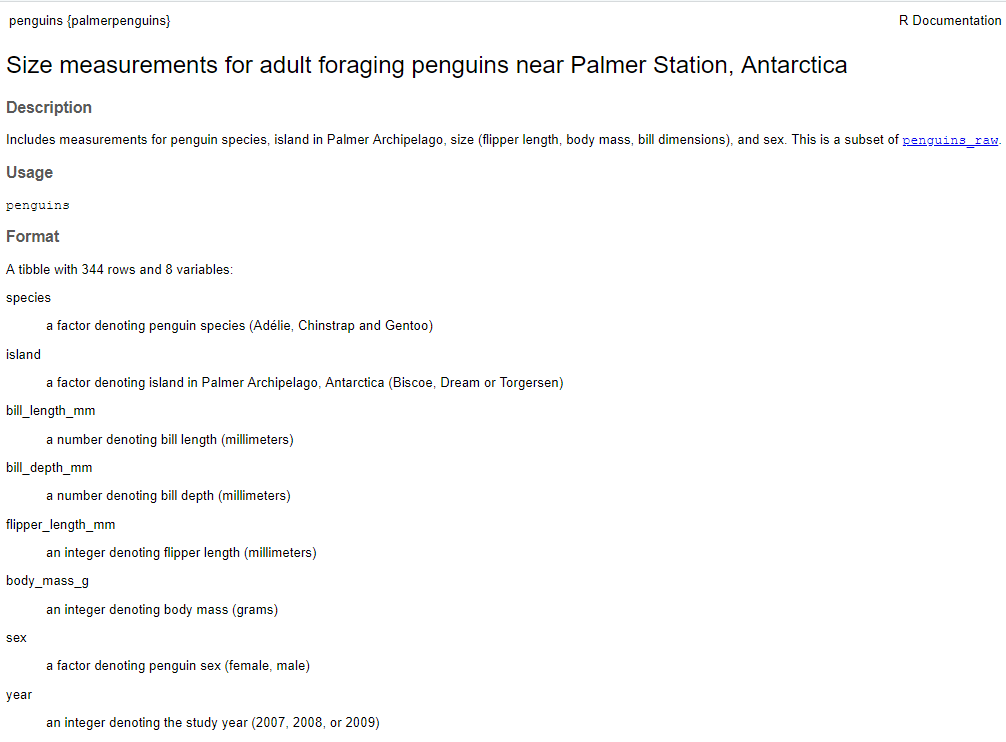 penguins {palmerpenguins} R Documentation
Size measurements for adult foraging penguins near Palmer Station, Antarctica
Description
Includes measurements for penguin species, island in Palmer Archipelago, size (flipper length, body mass, bill dimensions), and sex. This is a subset of penguins_raw.
Usage
penguins
Format
A tibble with 344 rows and 8 variables:
species
a factor denoting penguin species (Adélie, Chinstrap and Gentoo)
island
a factor denoting island in Palmer Archipelago, Antarctica (Biscoe, Dream or Torgersen)
bill_length_mm
a number denoting bill length (millimeters)
bill_depth_mm
a number denoting bill depth (millimeters)
flipper_length_mm
an integer denoting flipper length (millimeters)
body_mass_g
an integer denoting body mass (grams)
sex
a factor denoting penguin sex (female, male)
year
an integer denoting the study year (2007, 2008, or 2009)